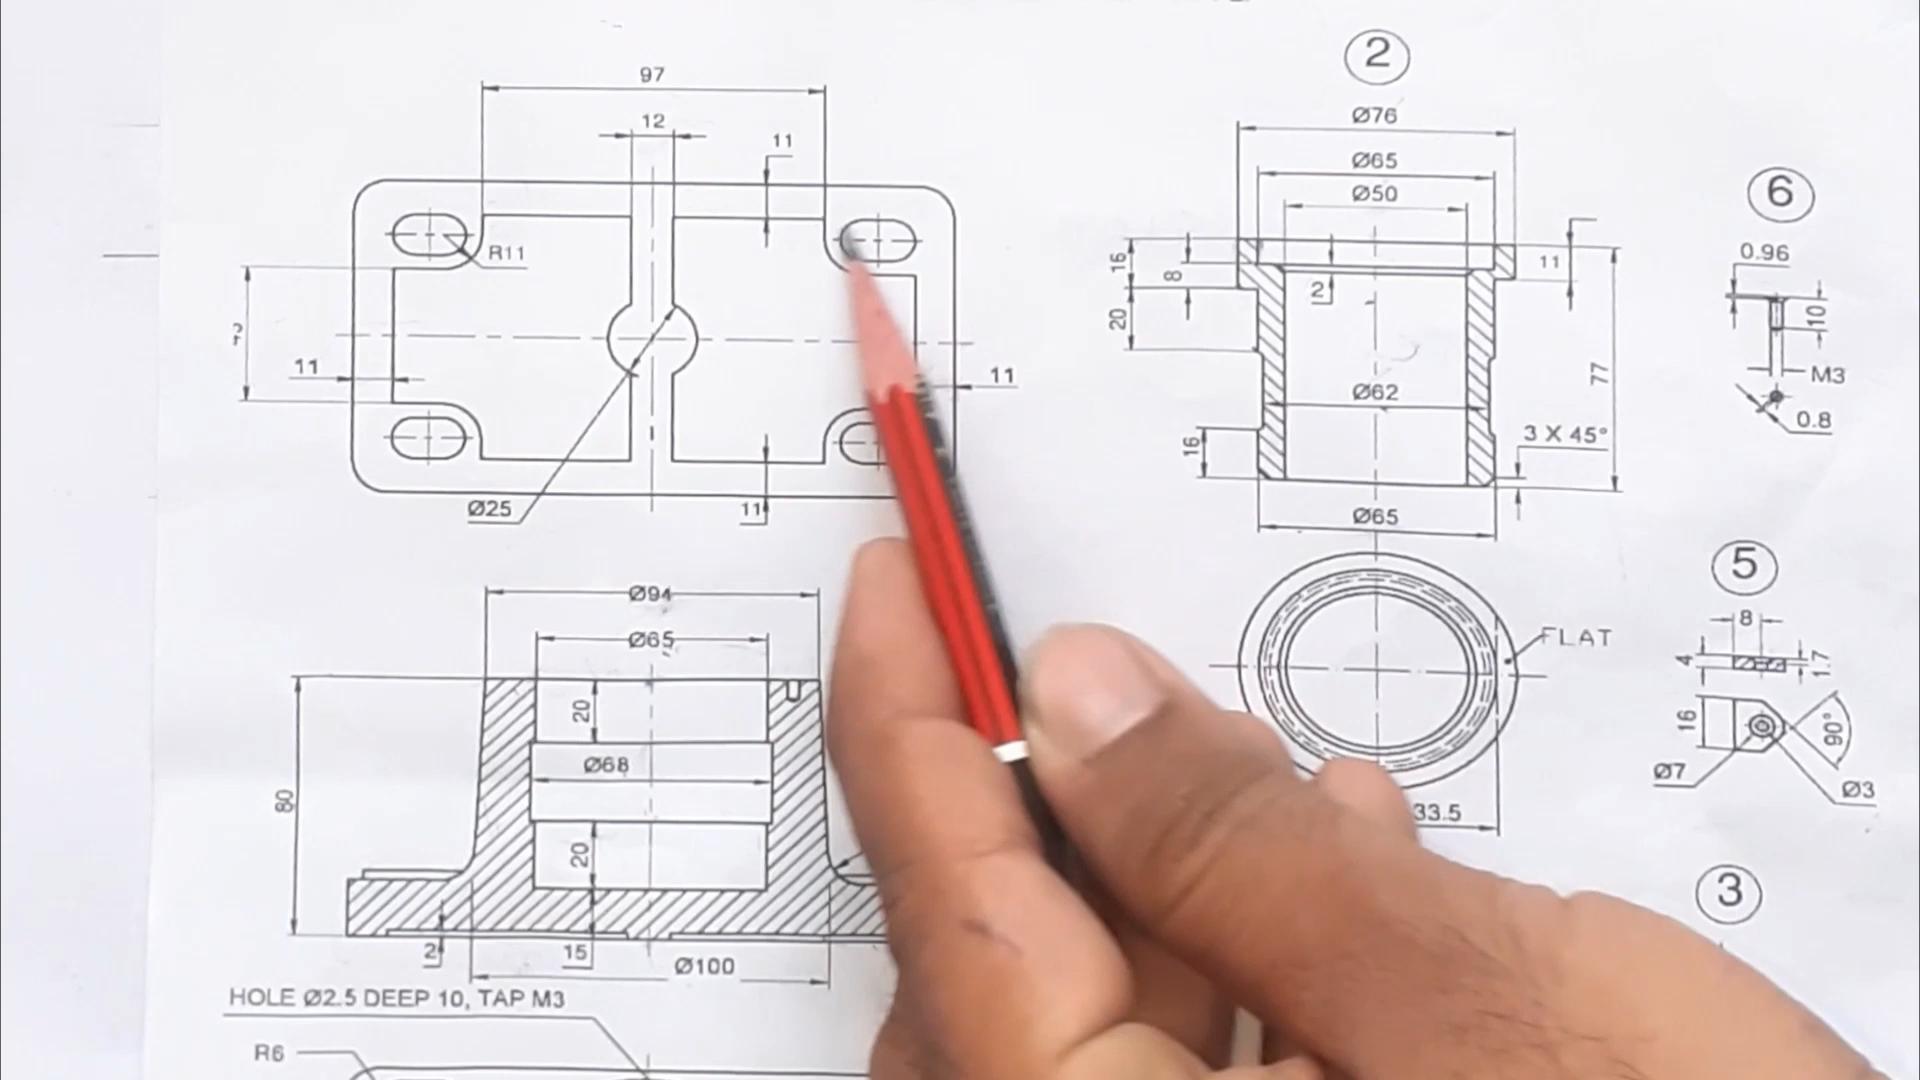 97
12
11
R11
11
11
Ø25
11
Ø94
Ø65
20
Ø68
80
20
2
15
Ø100
HOLE Ø2.5 DEEP 10, TAP M3
R6
2
Ø76
Ø65
Ø50
16
8
11
2
20
77
Ø62
3 X 45°
16
Ø65
FLAT
33.5
6
0.96
10
M3
0.8
5
8
4
1.7
16
90°
Ø7
Ø3
3